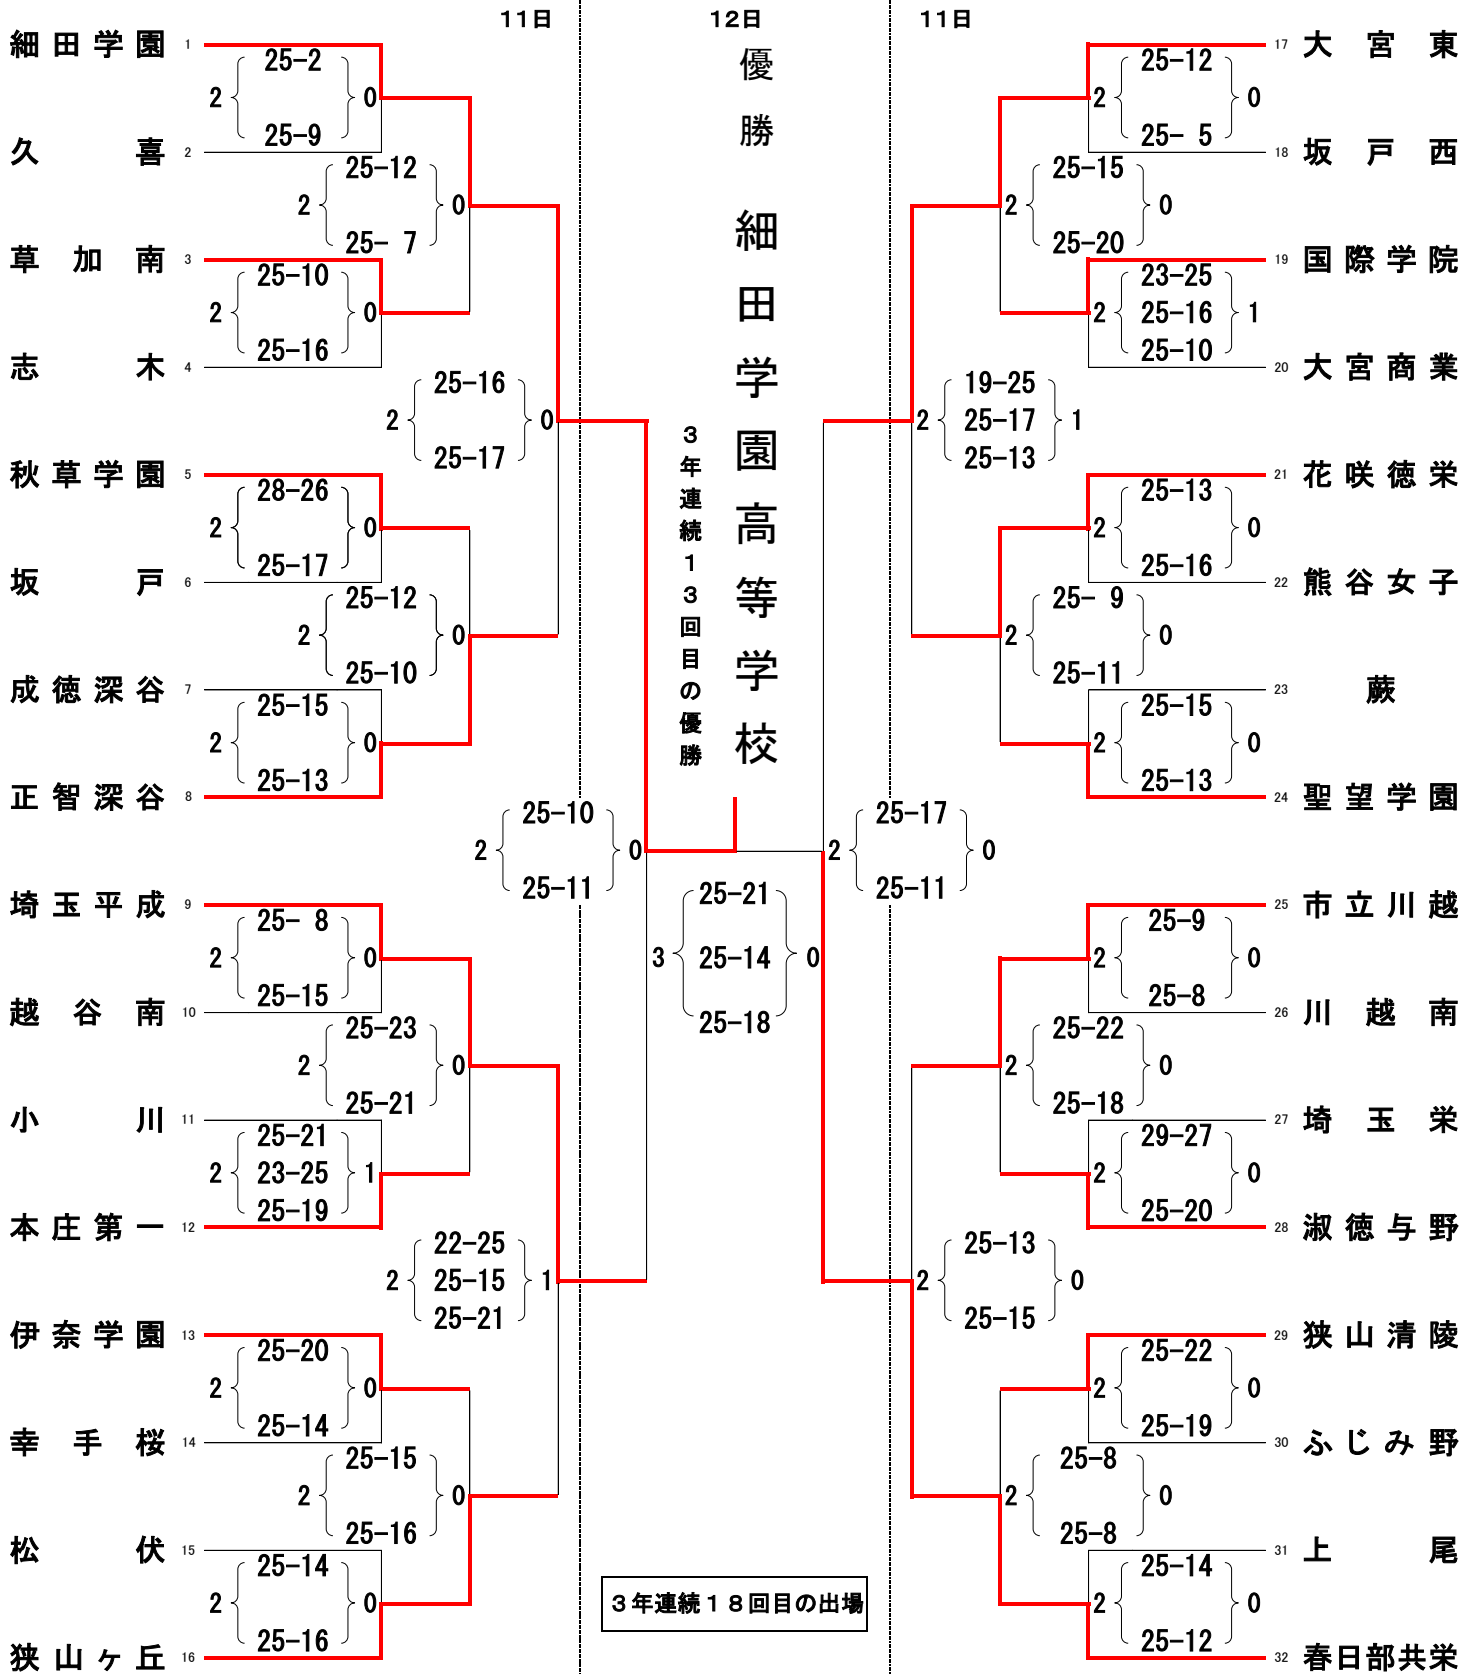 11日
12日
11日
優勝
細田学園高等学校
3年連続13回目の優勝
細田学園 1
25-2
2 0
25-9
久喜 2
25-12
2 0
25- 7
草加南 3
25-10
2 0
25-16
志木 4
25-16
2 0
25-17
秋草学園 5
28-26
2 0
25-17
坂戸 6
25-12
2 0
25-10
成徳深谷 7
25-15
2 0
25-13
正智深谷 8
25-10
2 0
25-11
埼玉平成 9
25- 8
2 0
25-15
越谷南 10
25-23
2 0
25-21
小川 11
25-21
2 23-25 1
25-19
本庄第一 12
22-25
2 25-15 1
25-21
伊奈学園 13
25-20
2 0
25-14
幸手桜 14
25-15
2 0
25-16
松伏 15
25-14
2 0
25-16
狭山ヶ丘 16
25-21
3 25-14 0
25-18
3年連続18回目の出場
17 大宮東
25-12
2 0
25- 5
18 坂戸西
25-15
2 0
25-20
19 国際学院
23-25
2 25-16 1
25-10
20 大宮商業
19-25
2 25-17 1
25-13
21 花咲徳栄
25-13
2 0
25-16
22 熊谷女子
25- 9
2 0
25-11
23 蕨
25-15
2 0
25-13
24 聖望学園
25-17
2 0
25-11
25 市立川越
25-9
2 0
25-8
26 川越南
25-22
2 0
25-18
27 埼玉栄
29-27
2 0
25-20
28 淑徳与野
25-13
2 0
25-15
29 狭山清陵
25-22
2 0
25-19
30 ふじみ野
25-8
2 0
25-8
31 上尾
25-14
2 0
25-12
32 春日部共栄